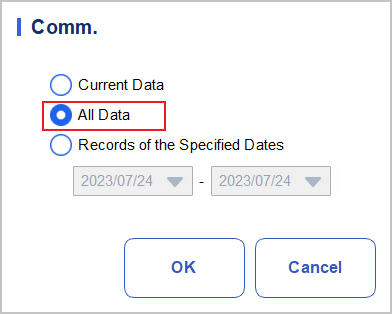 Comm.
Current Data
All Data
Records of the Specified Dates
2023/07/24 - 2023/07/24
OK Cancel